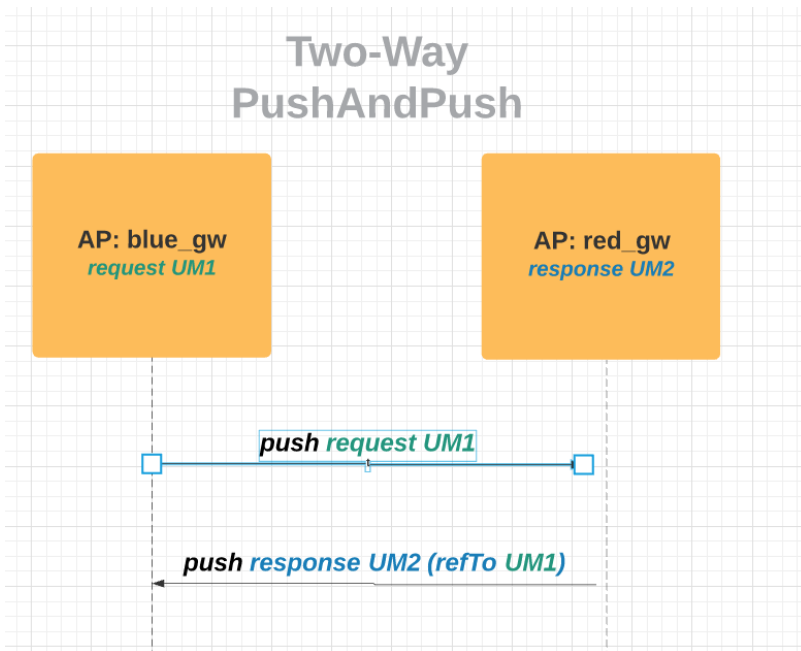 Two-Way
PushAndPush
AP: blue_gw
request UM1
AP: red_gw
response UM2
push request UM1
push response UM2 (refTo UM1)